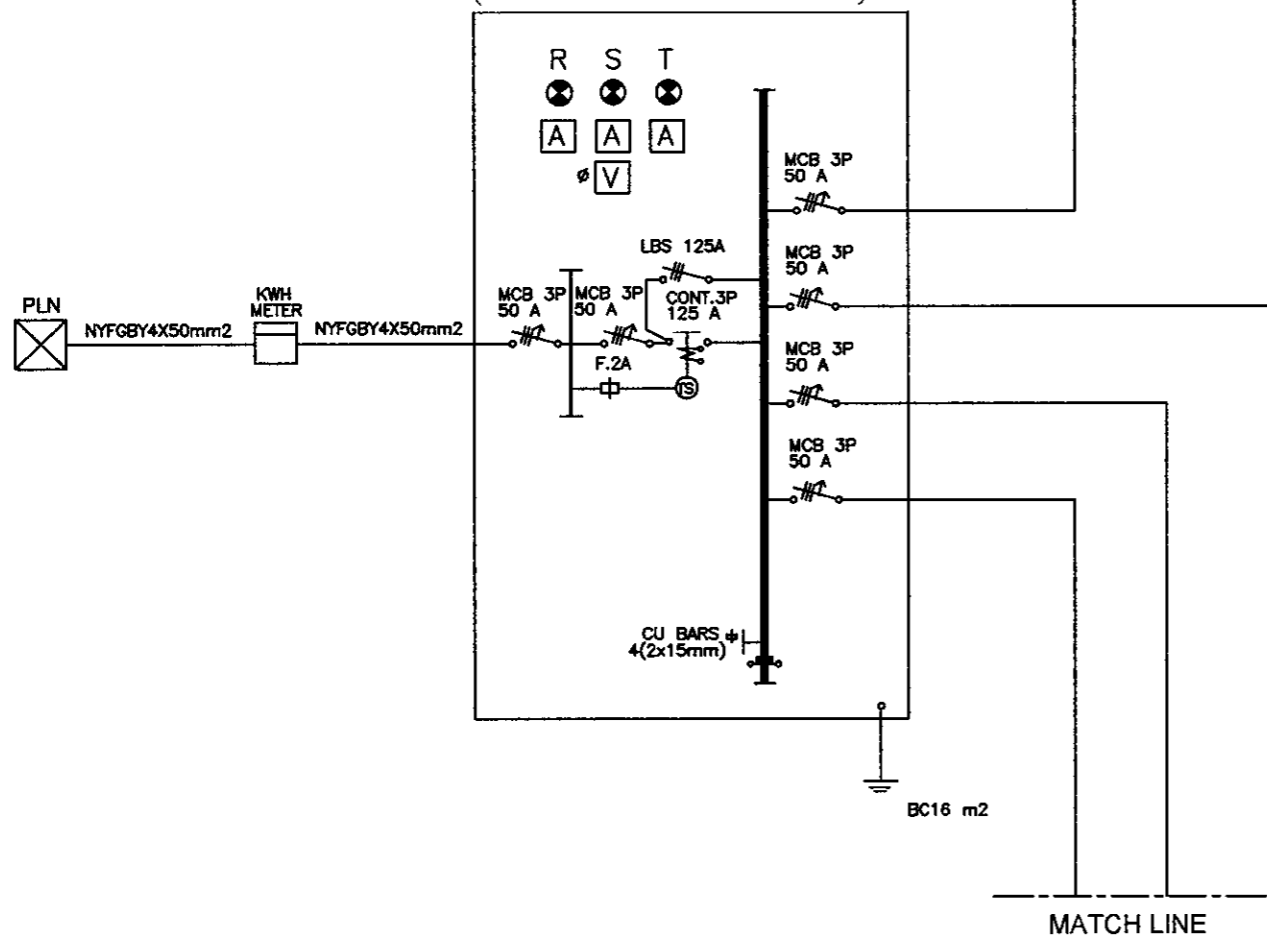 R S T
A A A
ø V
MCB 3P
50 A
LBS 125A
MCB 3P
50 A
PLN
KWH
METER
NYFGBY4X50mm2
NYFGBY4X50mm2
MCB 3P
50 A
MCB 3P
50 A
CONT.3P
125 A
F.2A
TS
MCB 3P
50 A
MCB 3P
50 A
CU BARS
4(2x15mm)
BC16 m2
MATCH LINE